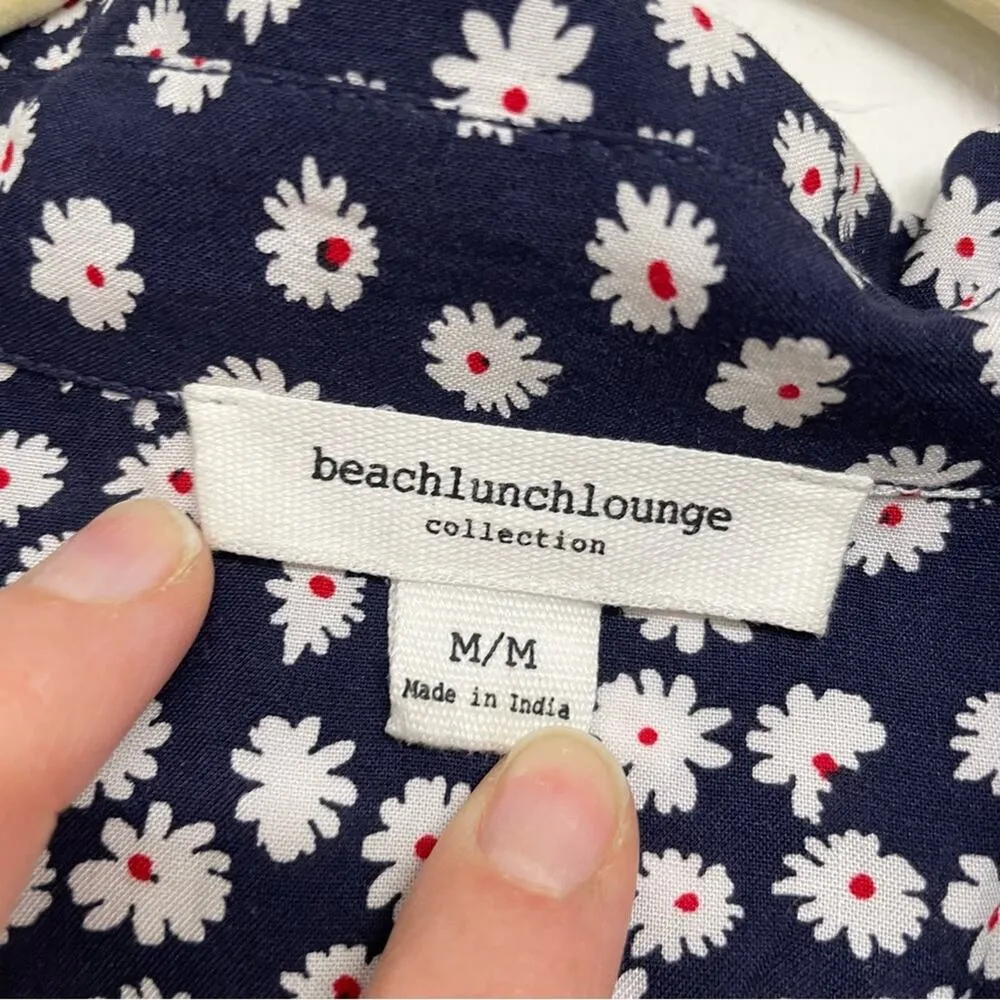 beachlunchlounge
collection
M/M
Made in India